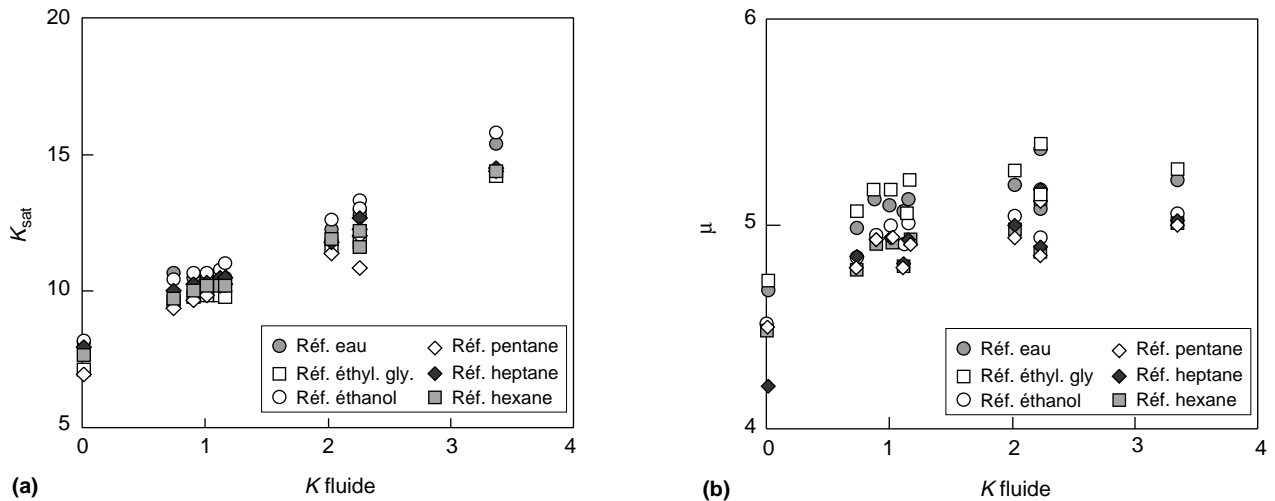 20
15
10
5
K sat
0 1 2 3 4
K fluide
(a)
Réf. eau
Réf. éthyl. gly.
Réf. éthanol
Réf. pentane
Réf. heptane
Réf. hexane
6
5
4
μ
0 1 2 3 4
K fluide
(b)
Réf. eau
Réf. éthyl. gly
Réf. éthanol
Réf. pentane
Réf. heptane
Réf. hexane